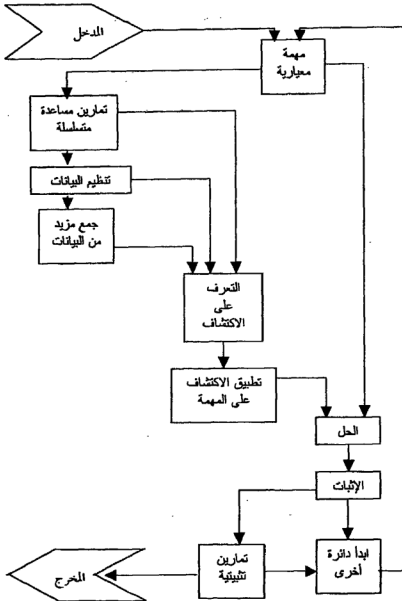 المدخل
مهمة
معيارية
تمارين مساعدة
متسلسلة
تنظيم البيانات
جمع مزيد
من البيانات
التعرف
على
الاكتشاف
تطبيق الاكتشاف
على المهمة
الحل
الإثبات
ابدأ دائرة
أخرى
تمارين
تثبيتية
المخرج